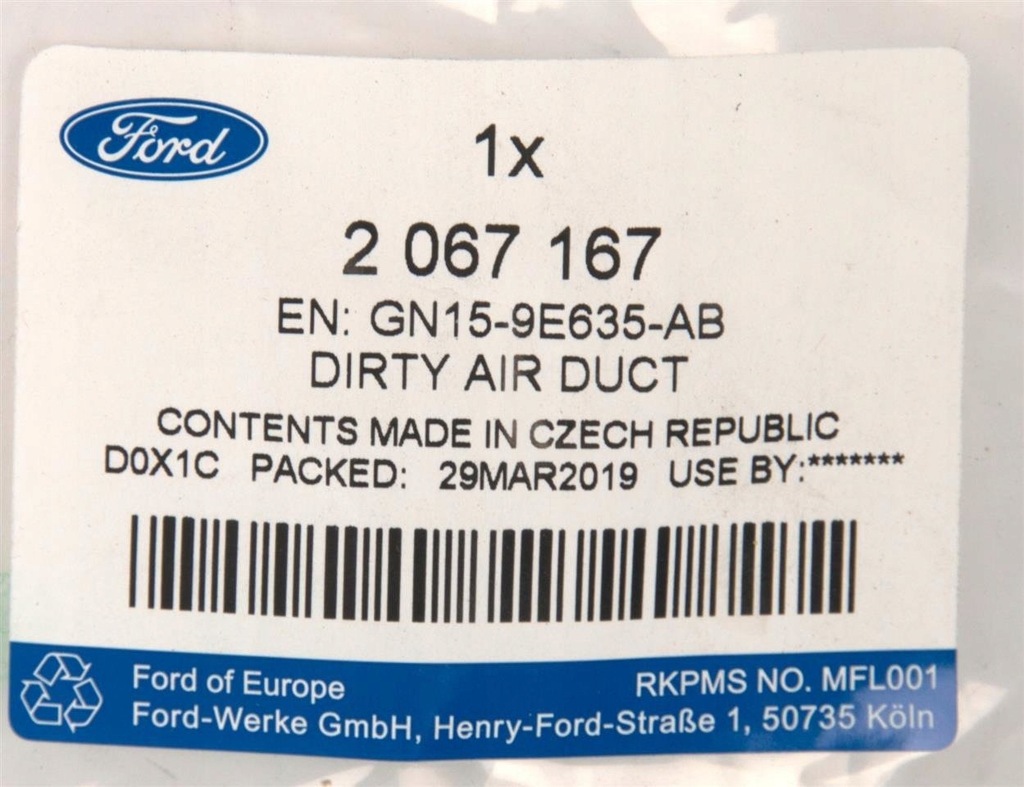 Ford
1x
2 067 167
EN: GN15-9E635-AB
DIRTY AIR DUCT
CONTENTS MADE IN CZECH REPUBLIC
D0X1C PACKED: 29MAR2019 USE BY:*******
Ford of Europe RKPMS NO. MFL001
Ford-Werke GmbH, Henry-Ford-Straße 1, 50735 Köln